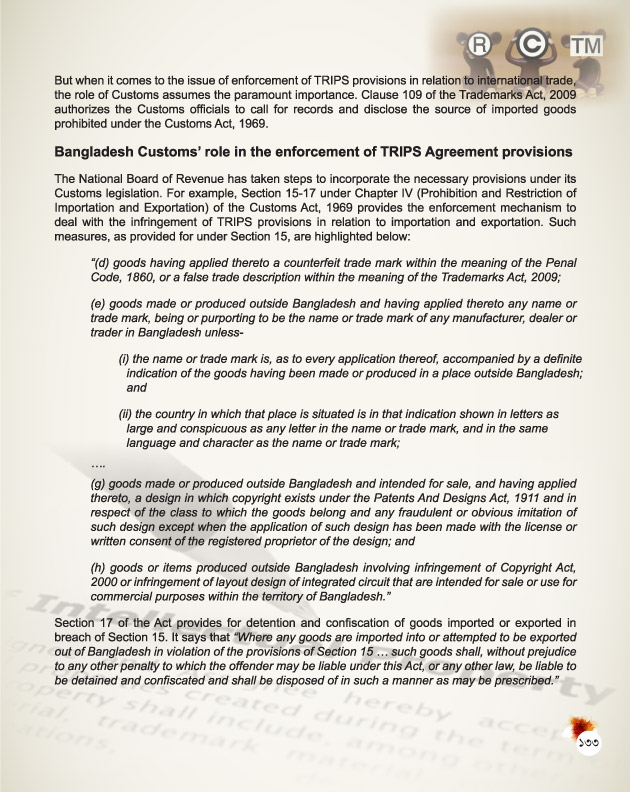 ® © TM
But when it comes to the issue of enforcement of TRIPS provisions in relation to international trade,
the role of Customs assumes the paramount importance. Clause 109 of the Trademarks Act, 2009
authorizes the Customs officials to call for records and disclose the source of imported goods
prohibited under the Customs Act, 1969.
Bangladesh Customs' role in the enforcement of TRIPS Agreement provisions
The National Board of Revenue has taken steps to incorporate the necessary provisions under its
Customs legislation. For example, Section 15-17 under Chapter IV (Prohibition and Restriction of
Importation and Exportation) of the Customs Act, 1969 provides the enforcement mechanism to
deal with the infringement of TRIPS provisions in relation to importation and exportation. Such
measures, as provided for under Section 15, are highlighted below:
"(d) goods having applied thereto a counterfeit trade mark within the meaning of the Penal
Code, 1860, or a false trade description within the meaning of the Trademarks Act, 2009;
(e) goods made or produced outside Bangladesh and having applied thereto any name or
trade mark, being or purporting to be the name or trade mark of any manufacturer, dealer or
trader in Bangladesh unless-
(i) the name or trade mark is, as to every application thereof, accompanied by a definite
indication of the goods having been made or produced in a place outside Bangladesh;
and
(ii) the country in which that place is situated is in that indication shown in letters as
large and conspicuous as any letter in the name or trade mark, and in the same
language and character as the name or trade mark;
….
(g) goods made or produced outside Bangladesh and intended for sale, and having applied
thereto, a design in which copyright exists under the Patents And Designs Act, 1911 and in
respect of the class to which the goods belong and any fraudulent or obvious imitation of
such design except when the application of such design has been made with the license or
written consent of the registered proprietor of the design; and
(h) goods or items produced outside Bangladesh involving infringement of Copyright Act,
2000 or infringement of layout design of integrated circuit that are intended for sale or use for
commercial purposes within the territory of Bangladesh."
Section 17 of the Act provides for detention and confiscation of goods imported or exported in
breach of Section 15. It says that "Where any goods are imported into or attempted to be exported
out of Bangladesh in violation of the provisions of Section 15 … such goods shall, without prejudice
to any other penalty to which the offender may be liable under this Act, or any other law, be liable to
be detained and confiscated and shall be disposed of in such a manner as may be prescribed."
Intellectual Property
hereby
created during the term
property shall include among other
trademark material
১৩৩